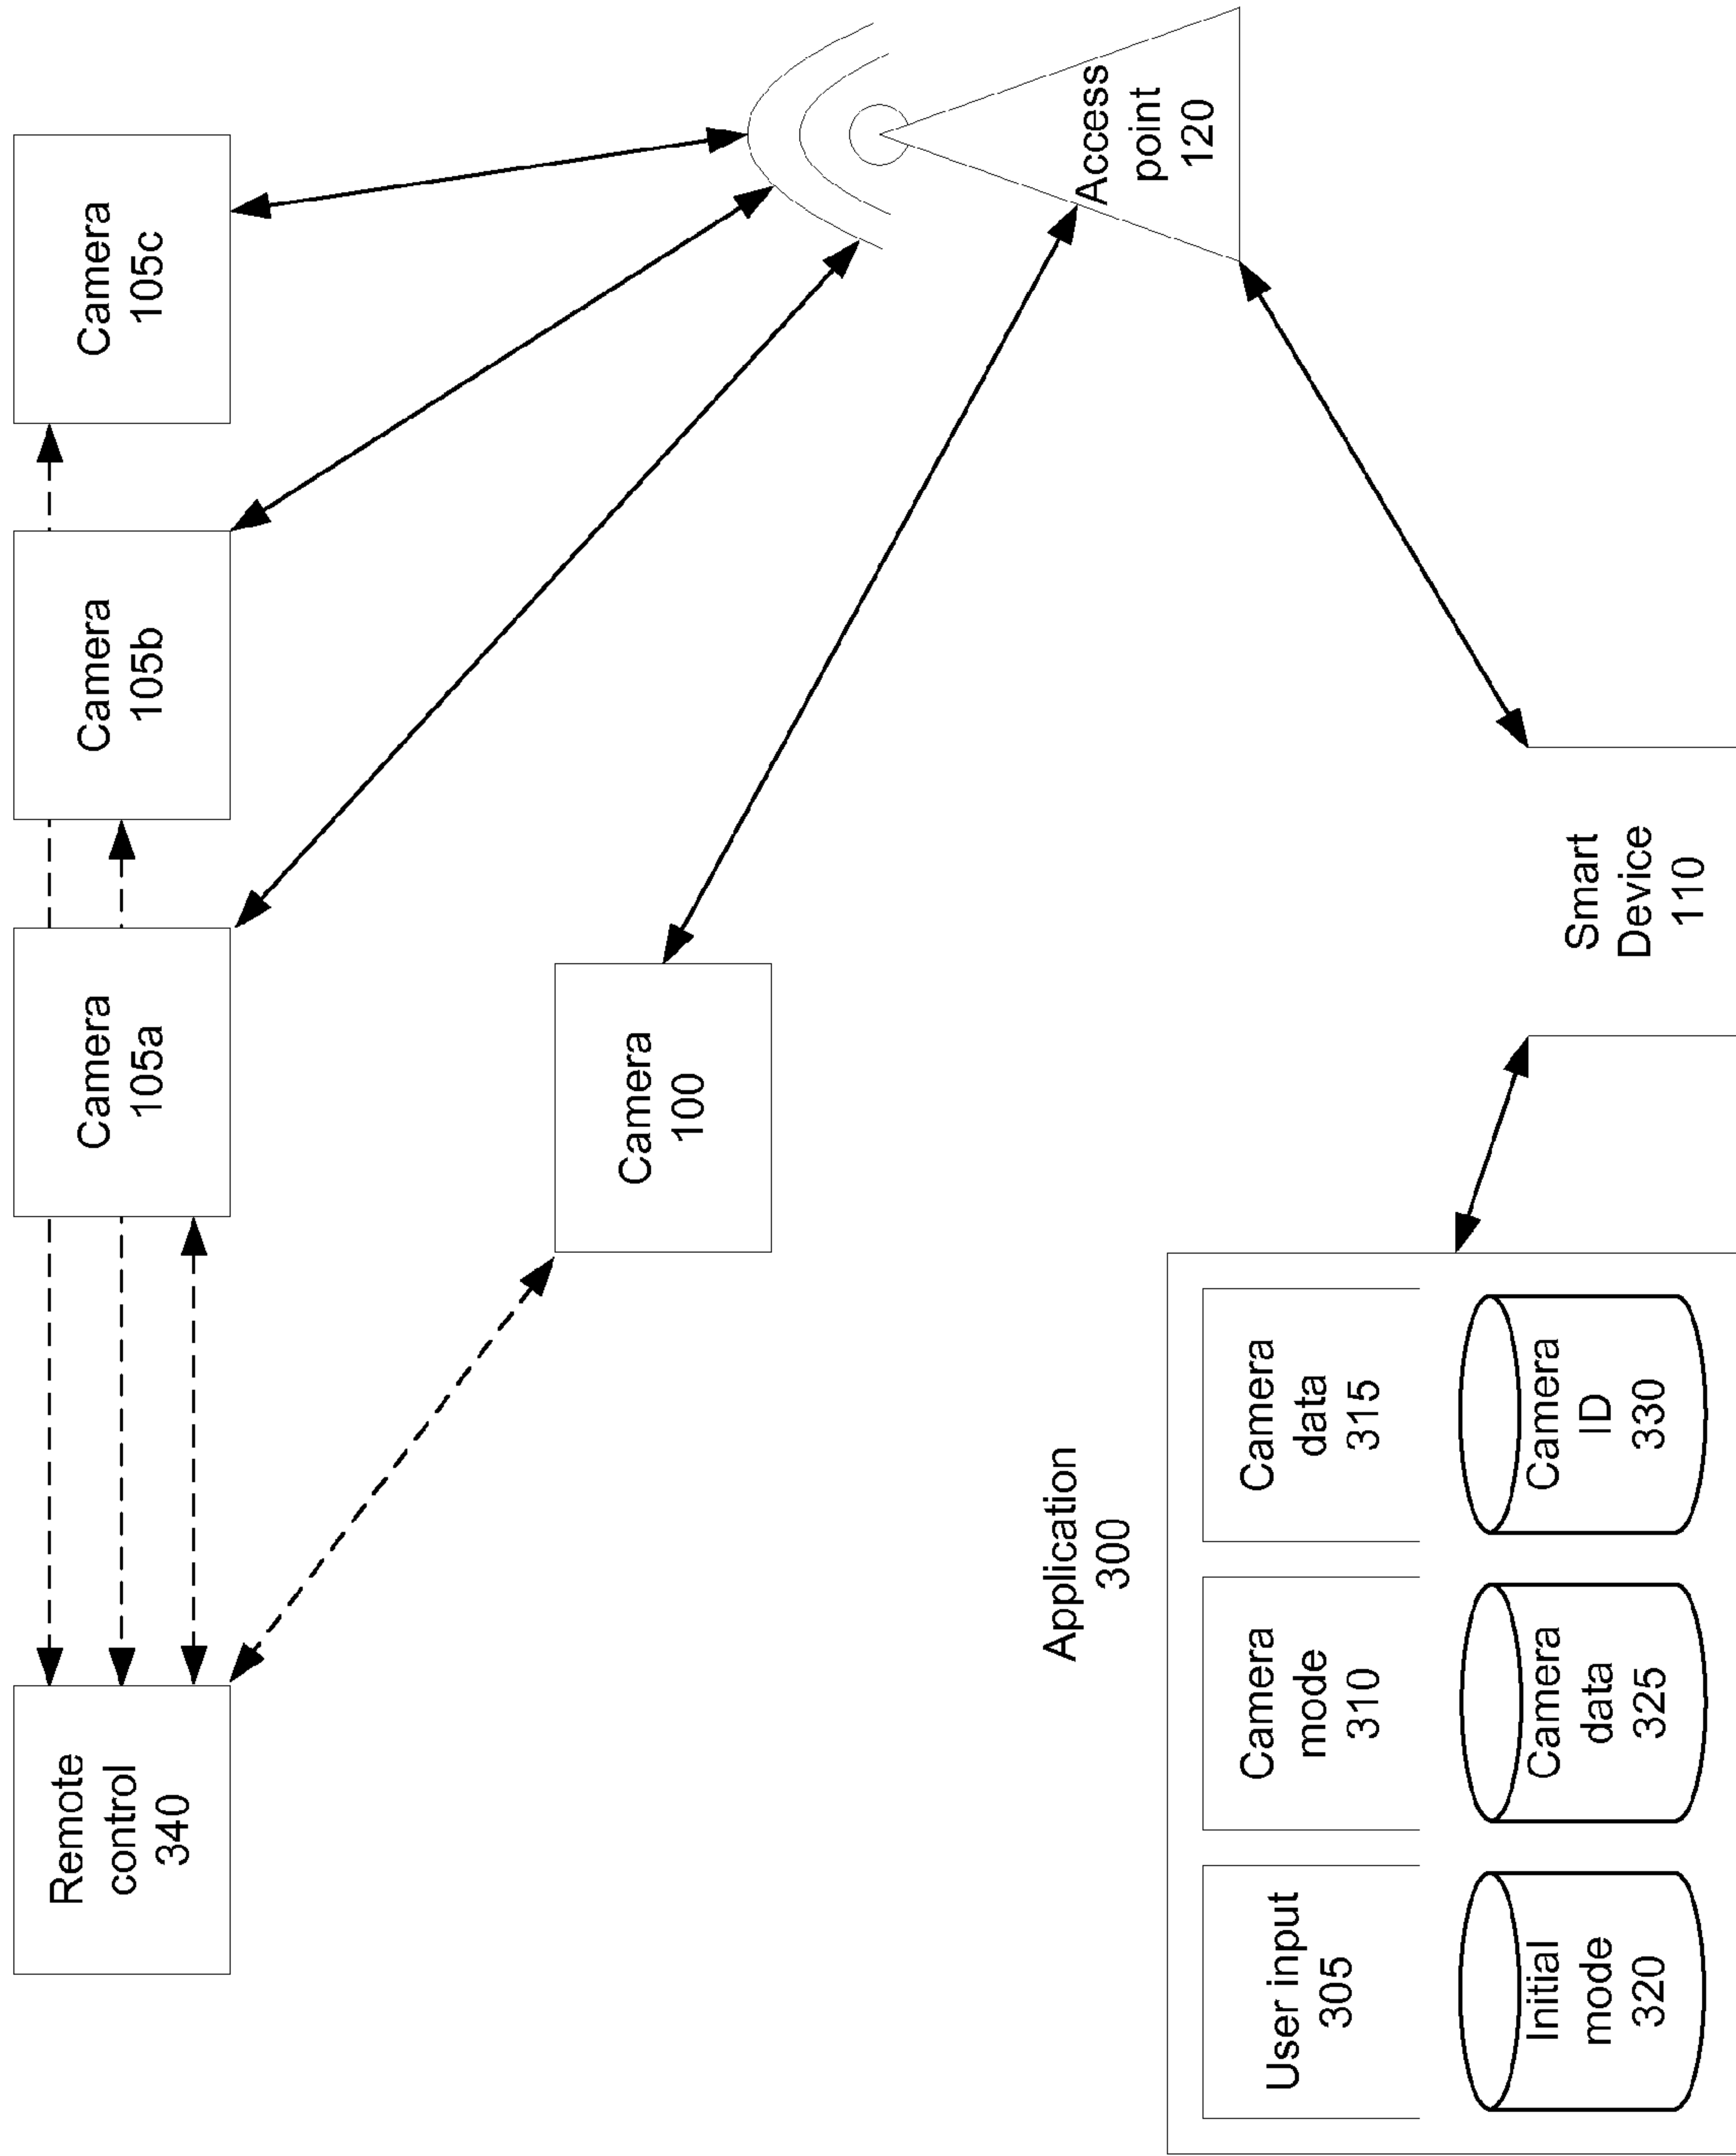 Remote
control
340
Camera
105a
Camera
105b
Camera
105c
Camera
100
Access
point
120
Application
300
User input
305
Camera
mode
310
Camera
data
315
Initial
mode
320
Camera
data
325
Camera
ID
330
Smart
Device
110